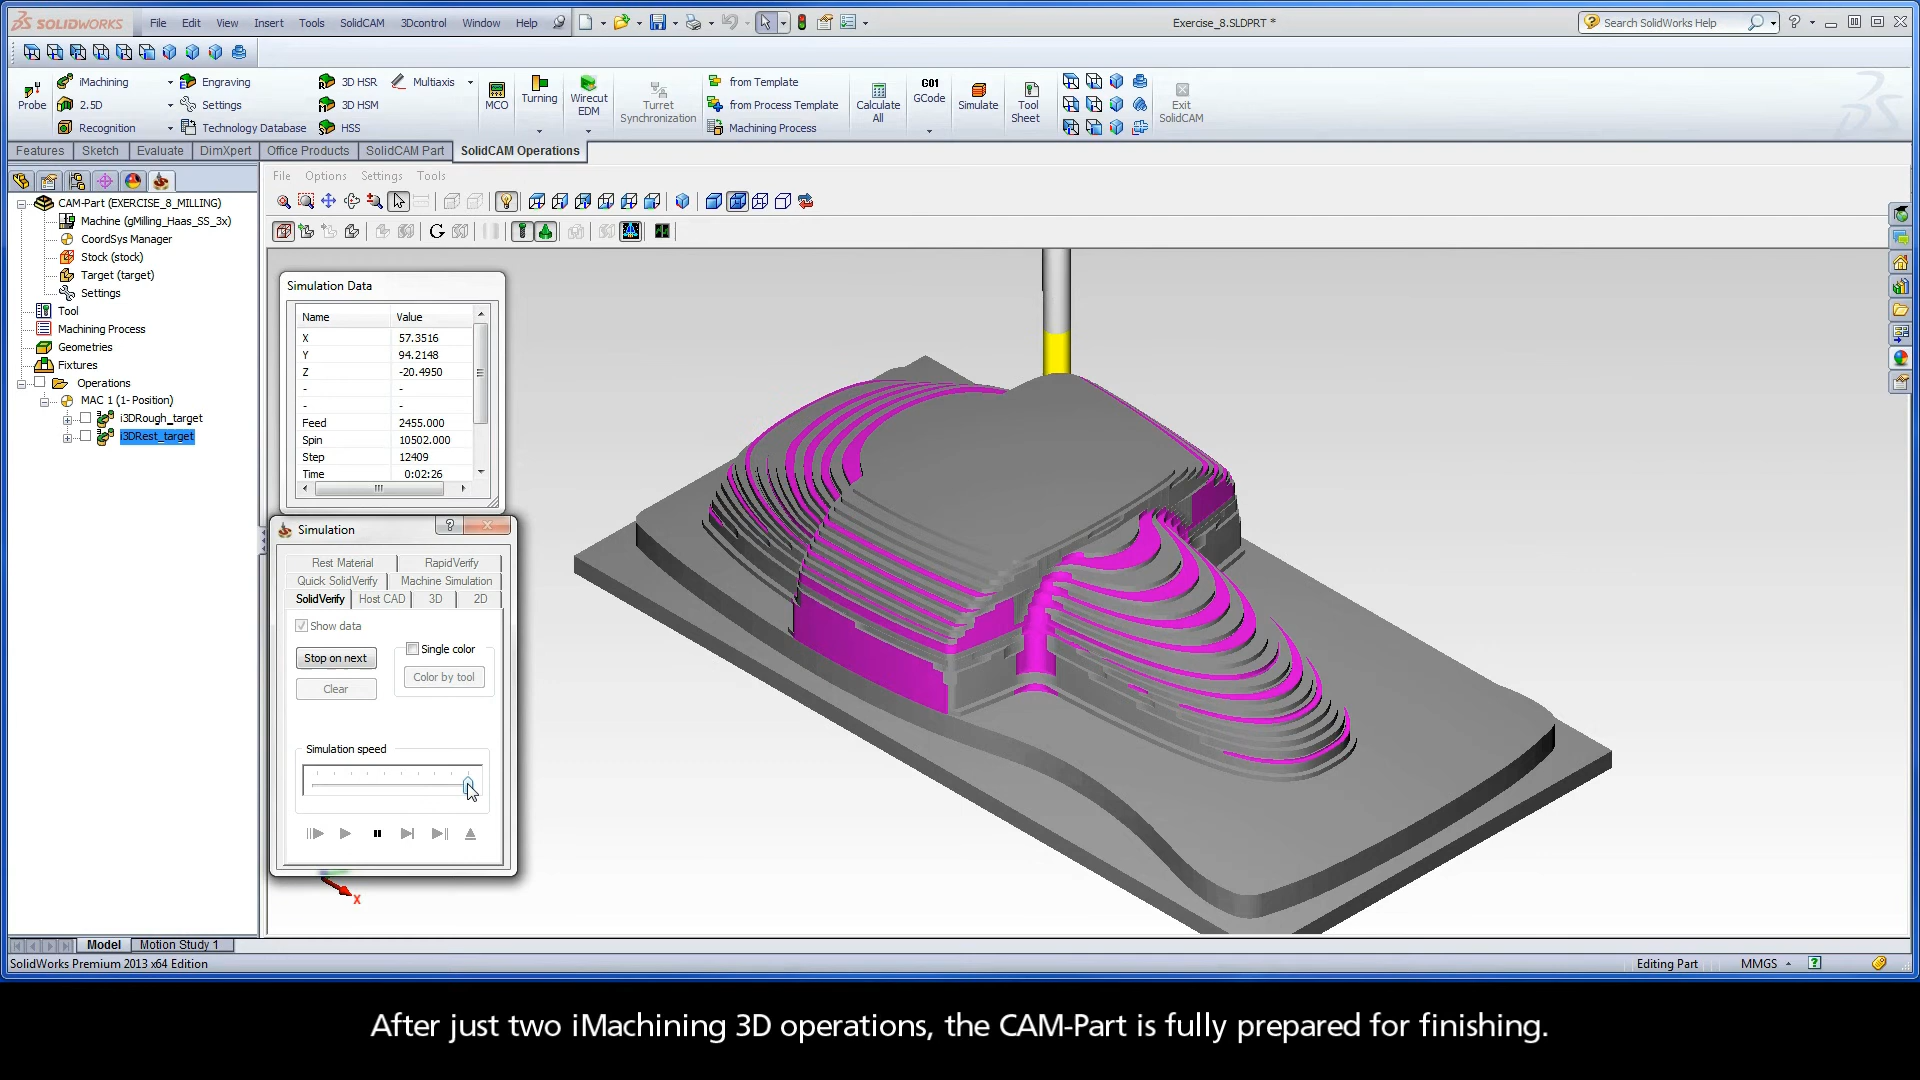 SOLIDWORKS File Edit View Insert Tools SolidCAM 3Dcontrol Window Help Exercise_8.SLDPRT * Search SolidWorks Help
iMachining Engraving 3D HSR Multiaxis from Template
Probe 2.5D Settings 3D HSM MCO Turning Wirecut EDM Turret Synchronization from Process Template Calculate All G01 GCode Simulate Tool Sheet Exit SolidCAM
Recognition Technology Database HSS Machining Process
Features Sketch Evaluate DimXpert Office Products SolidCAM Part SolidCAM Operations
File Options Settings Tools
CAM-Part (EXERCISE_8_MILLING)
Machine (gMilling_Haas_SS_3x)
CoordSys Manager
Stock (stock)
Target (target)
Settings
Tool
Machining Process
Geometries
Fixtures
Operations
MAC 1 (1- Position)
i3DRough_target
i3DRest_target
Simulation Data
Name Value
X 57.3516
Y 94.2148
Z -20.4950
- -
- -
Feed 2455.000
Spin 10502.000
Step 12409
Time 0:02:26
Simulation
Rest Material RapidVerify
Quick SolidVerify Machine Simulation
SolidVerify Host CAD 3D 2D
Show data
Single color
Stop on next
Color by tool
Clear
Simulation speed
X
Model Motion Study 1
SolidWorks Premium 2013 x64 Edition Editing Part MMGS
After just two iMachining 3D operations, the CAM-Part is fully prepared for finishing.